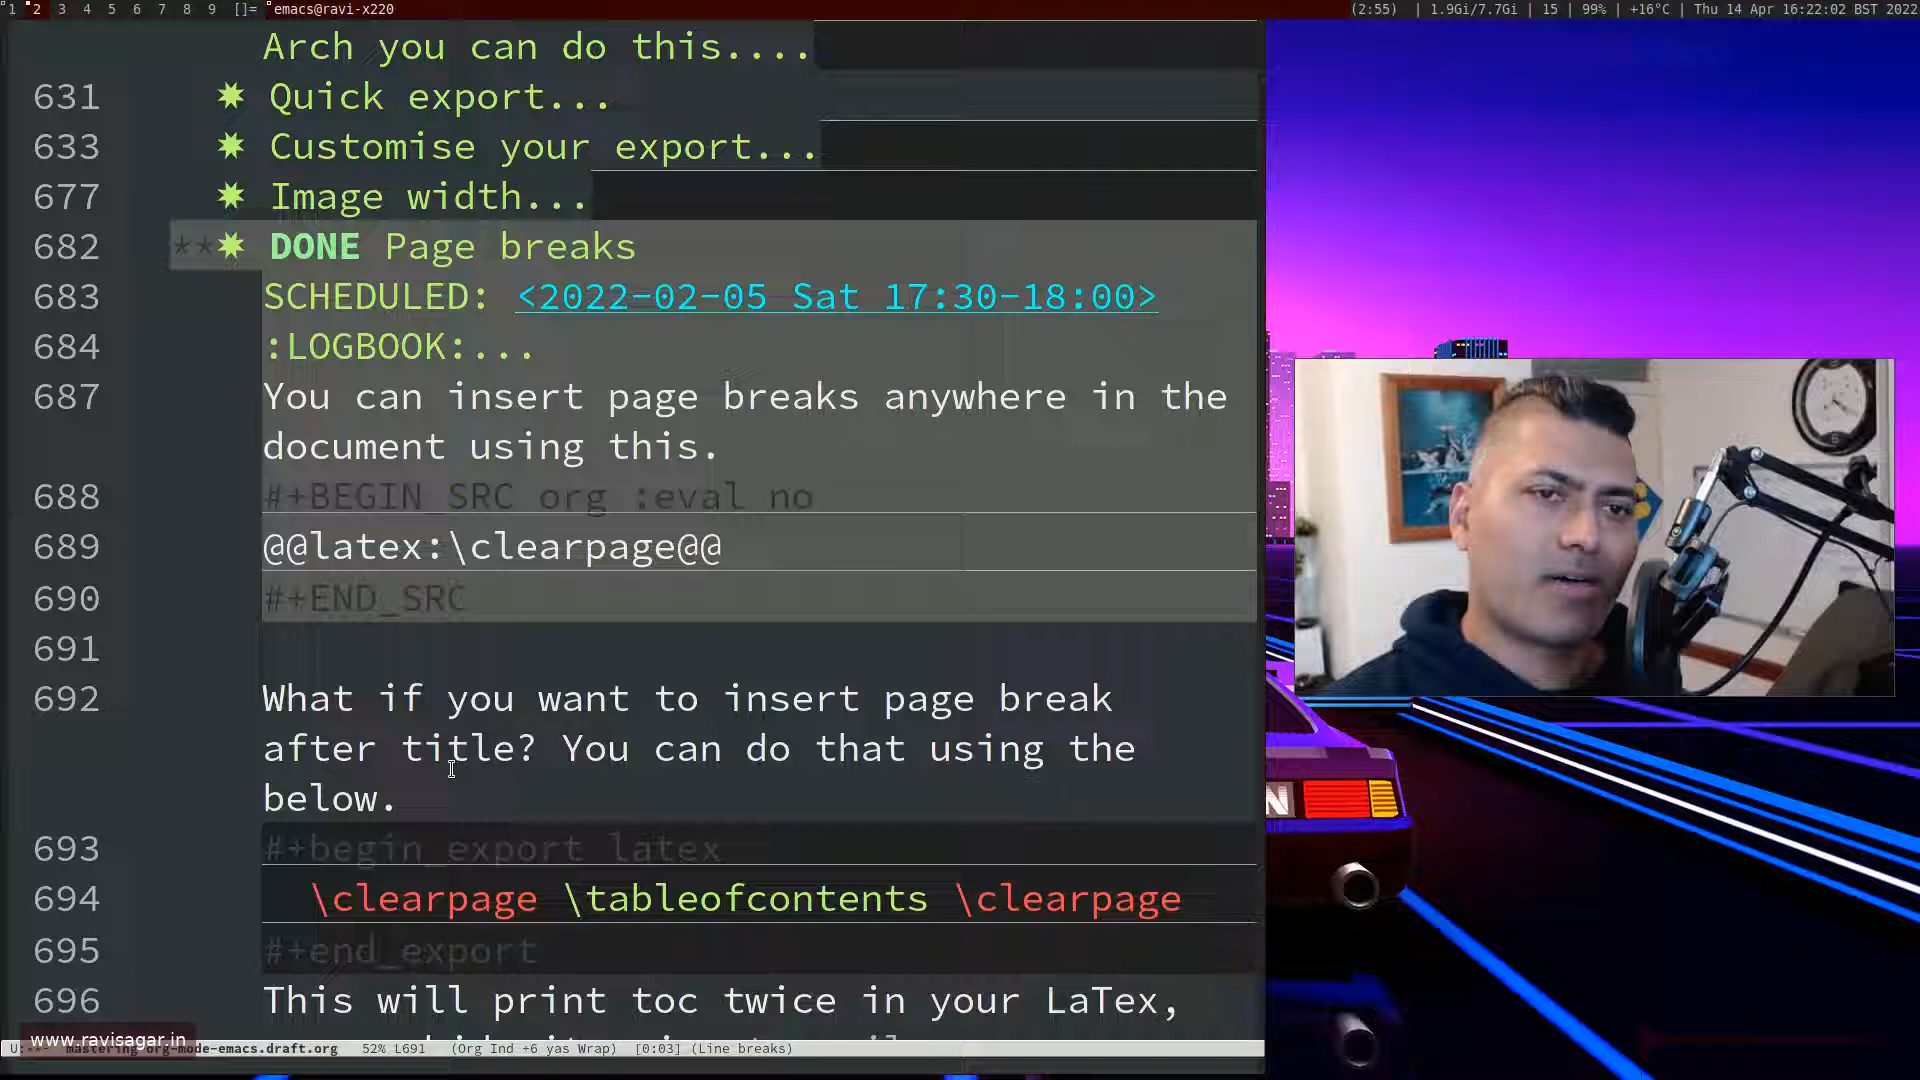 1 2 3 4 5 6 7 8 9 []= emacs@ravi-x220 (2:55) | 1.9Gi/7.7Gi | 15 | 99% | +16°C | Thu 14 Apr 16:22:02 BST 2022
Arch you can do this....
631 ✸ Quick export...
633 ✸ Customise your export...
677 ✸ Image width...
682 **✸ DONE Page breaks
683 SCHEDULED: <2022-02-05 Sat 17:30-18:00>
684 :LOGBOOK:...
687 You can insert page breaks anywhere in the
document using this.
688 #+BEGIN_SRC org :eval no
689 @@latex:\clearpage@@
690 #+END_SRC
691
692 What if you want to insert page break
after title? You can do that using the
below.
693 #+begin_export latex
694 \clearpage \tableofcontents \clearpage
695 #+end_export
696 This will print toc twice in your LaTex,
www.ravisagar.in
mastering-org-mode-emacs.draft.org 52% L691 (Org Ind +6 yas Wrap) [0:03] (Line breaks)